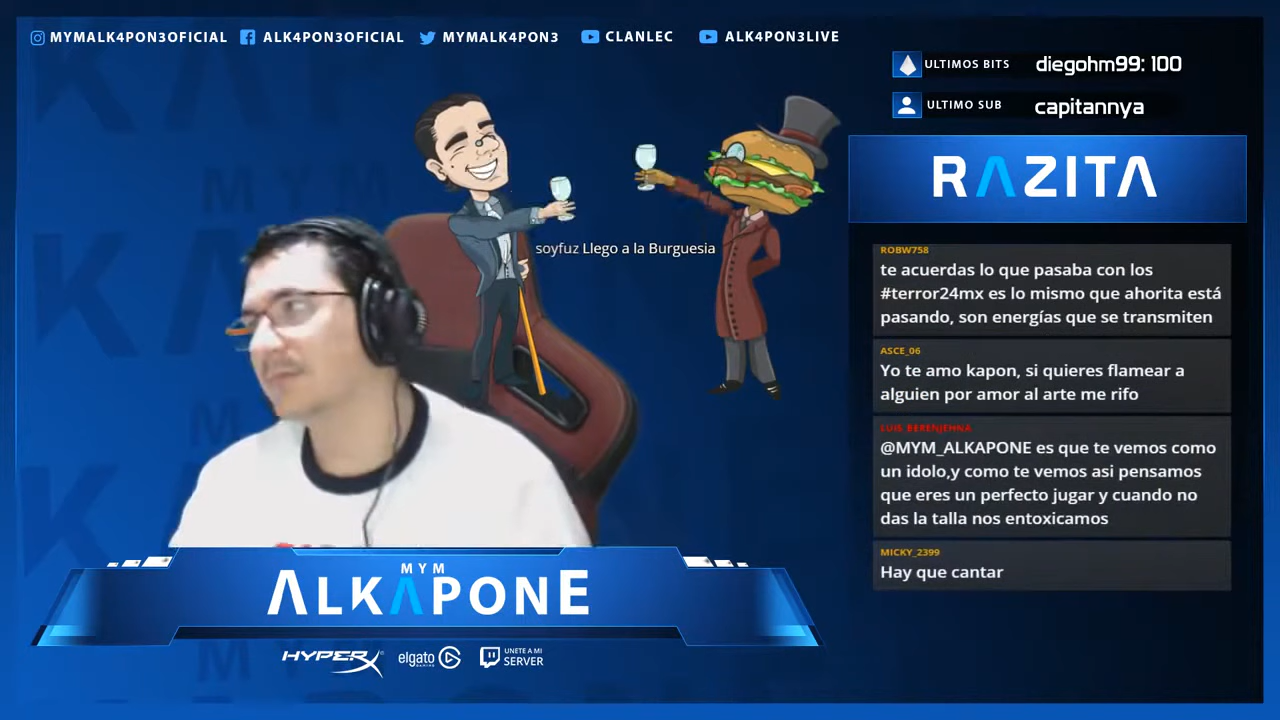 MYMALK4PON3OFICIAL ALK4PON3OFICIAL MYMALK4PON3 CLANLEC ALK4PON3LIVE
ULTIMOS BITS diegohm99: 100
ULTIMO SUB capitannya
RAZITA
soyfuz Llego a la Burguesia
ROBW758
te acuerdas lo que pasaba con los
#terror24mx es lo mismo que ahorita está
pasando, son energías que se transmiten
ASCE_06
Yo te amo kapon, si quieres flamear a
alguien por amor al arte me rifo
LUIS_BERENJEHNA
@MYM_ALKAPONE es que te vemos como
un idolo,y como te vemos asi pensamos
que eres un perfecto jugar y cuando no
das la talla nos entoxicamos
MICKY_2399
Hay que cantar
MYM
ALKAPONE
HYPERX elgato GAMING UNETE A MI
SERVER